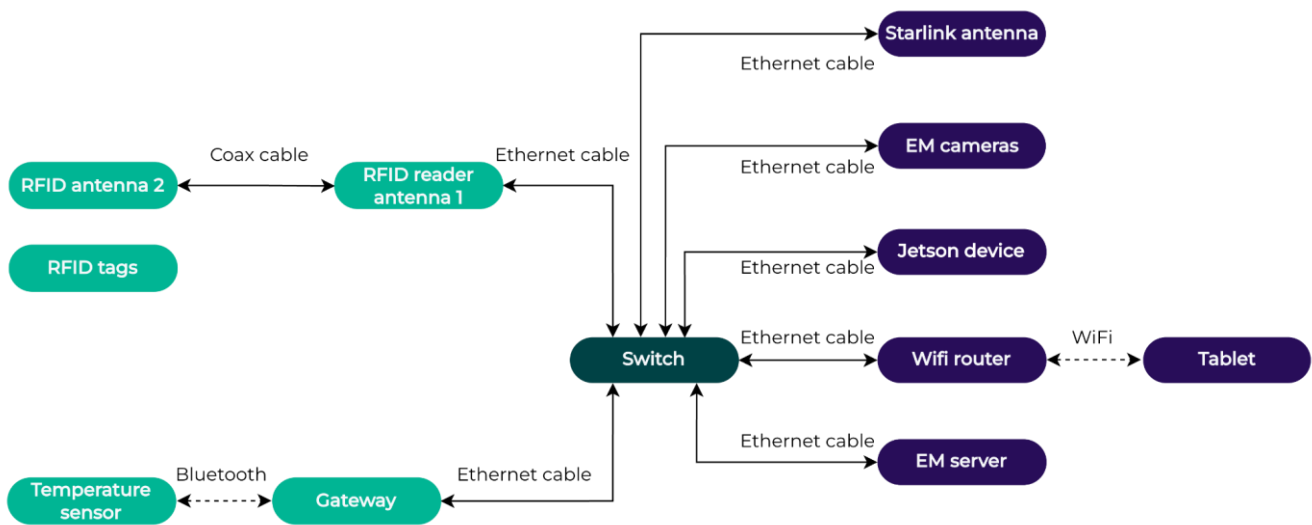 Starlink antenna
Ethernet cable
EM cameras
Ethernet cable
Coax cable
Ethernet cable
RFID antenna 2
RFID reader
antenna 1
RFID tags
Jetson device
Ethernet cable
Ethernet cable
WiFi
Switch
Wifi router
Tablet
Ethernet cable
EM server
Bluetooth
Ethernet cable
Temperature
sensor
Gateway